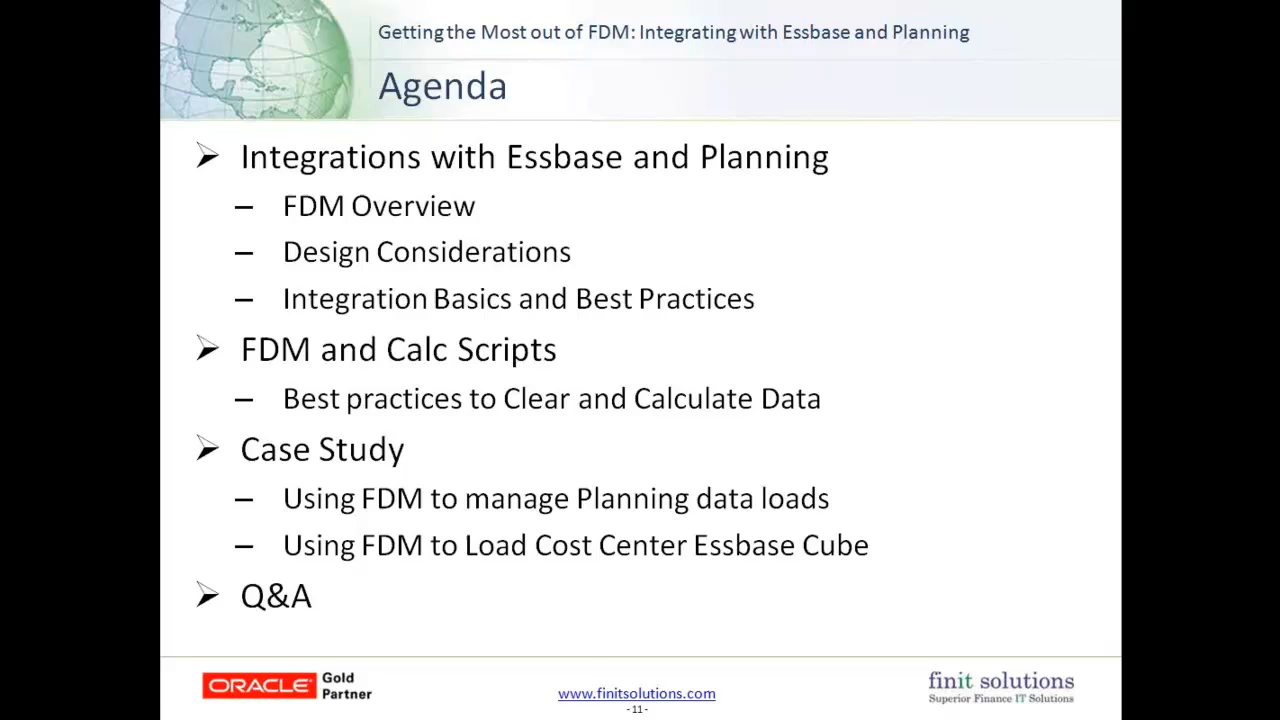 Getting the Most out of FDM: Integrating with Essbase and Planning
Agenda
Integrations with Essbase and Planning
– FDM Overview
– Design Considerations
– Integration Basics and Best Practices
FDM and Calc Scripts
– Best practices to Clear and Calculate Data
Case Study
– Using FDM to manage Planning data loads
– Using FDM to Load Cost Center Essbase Cube
Q&A
ORACLE Gold Partner
www.finitsolutions.com
- 11 -
finit solutions
Superior Finance IT Solutions